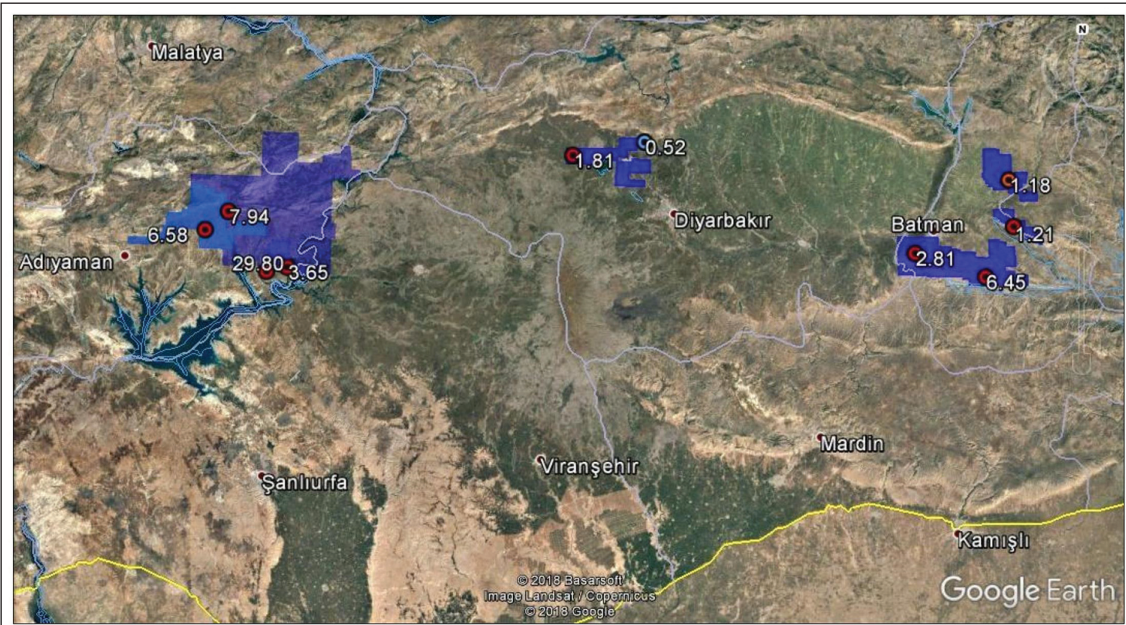 N
Malatya
1.81
0.52
1.18
7.94
6.58
Diyarbakır
Batman
1.21
Adıyaman
29.80
3.65
2.81
6.45
Mardin
Viranşehir
Şanlıurfa
Kamışlı
© 2018 Basarsoft
Image Landsat / Copernicus
© 2018 Google
Google Earth